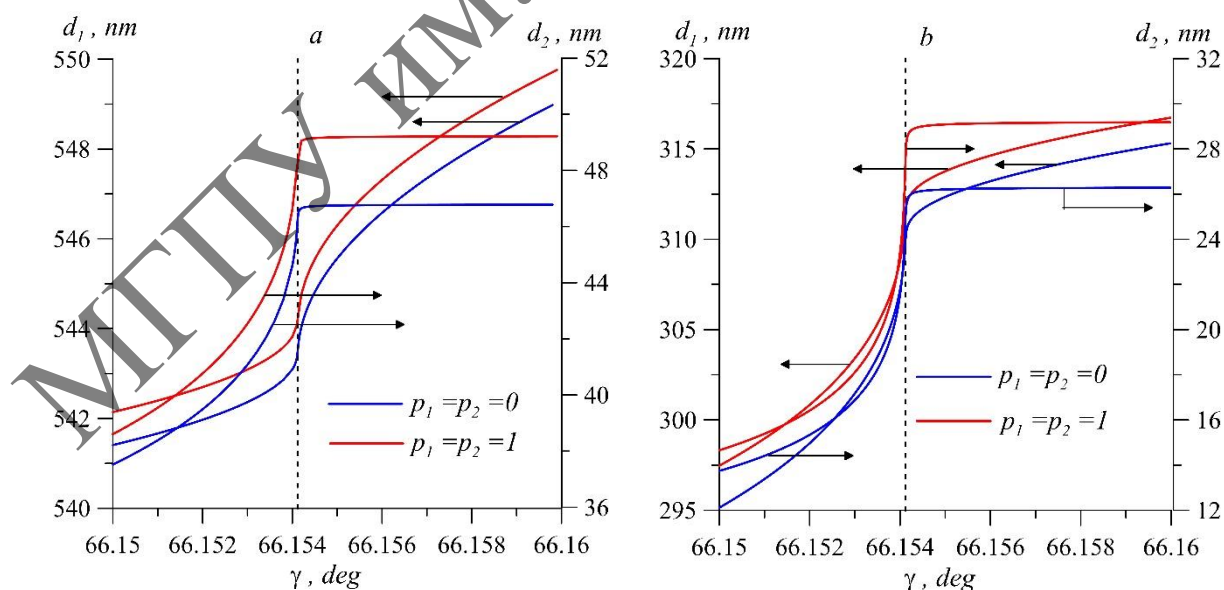 МГПУ им.
d₁ , nm
a
d₂ , nm
550
548
546
544
542
540
52
48
44
40
36
p₁ =p₂ =0
p₁ =p₂ =1
66.15 66.152 66.154 66.156 66.158 66.16
γ , deg
d₁ , nm
b
d₂ , nm
320
315
310
305
300
295
32
28
24
20
16
12
p₁ =p₂ =0
p₁ =p₂ =1
66.15 66.152 66.154 66.156 66.158 66.16
γ , deg